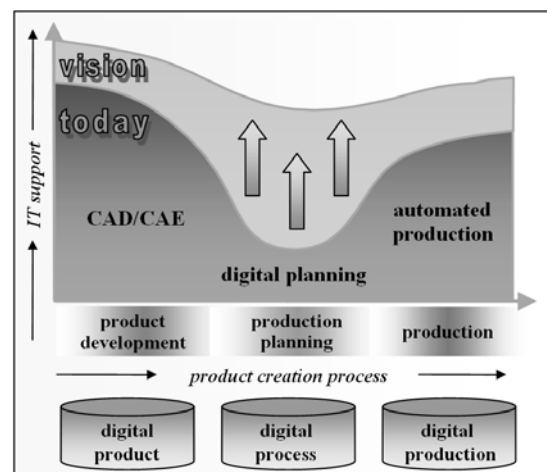 vision
today
IT support
CAD/CAE
automated
production
digital planning
product
development
production
planning
production
product creation process
digital
product
digital
process
digital
production